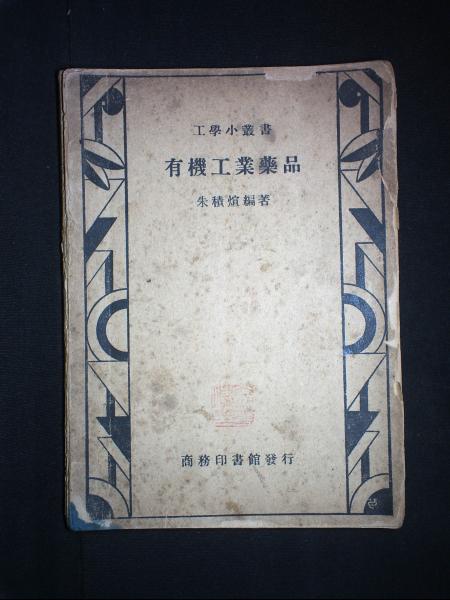 工學小叢書
有機工業藥品
朱積煊編著
商務印書館發行